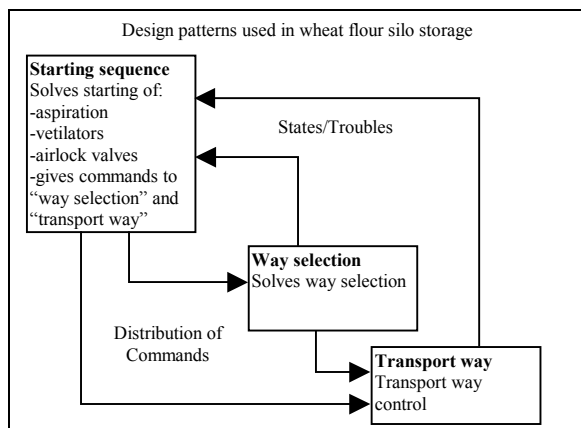 Design patterns used in wheat flour silo storage
Starting sequence
Solves starting of:
-aspiration
-vetilators
-airlock valves
-gives commands to
“way selection” and
“transport way”
States/Troubles
Way selection
Solves way selection
Distribution of
Commands
Transport way
Transport way
control